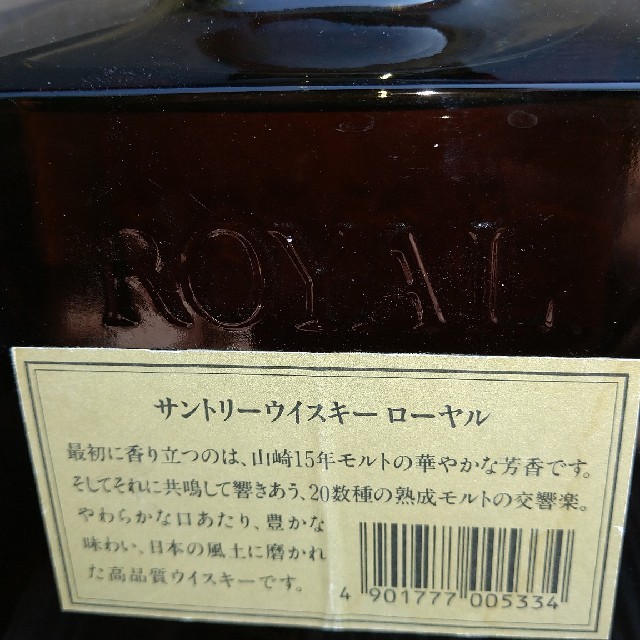 ROYAL
サントリーウイスキー ローヤル
最初に香り立つのは、山崎15年モルトの華やかな芳香です。
そしてそれに共鳴して響きあう、20数種の熟成モルトの交響楽。
やわらかな口あたり、豊かな
味わい、日本の風土に磨かれ
た高品質ウイスキーです。
4 901777 005334